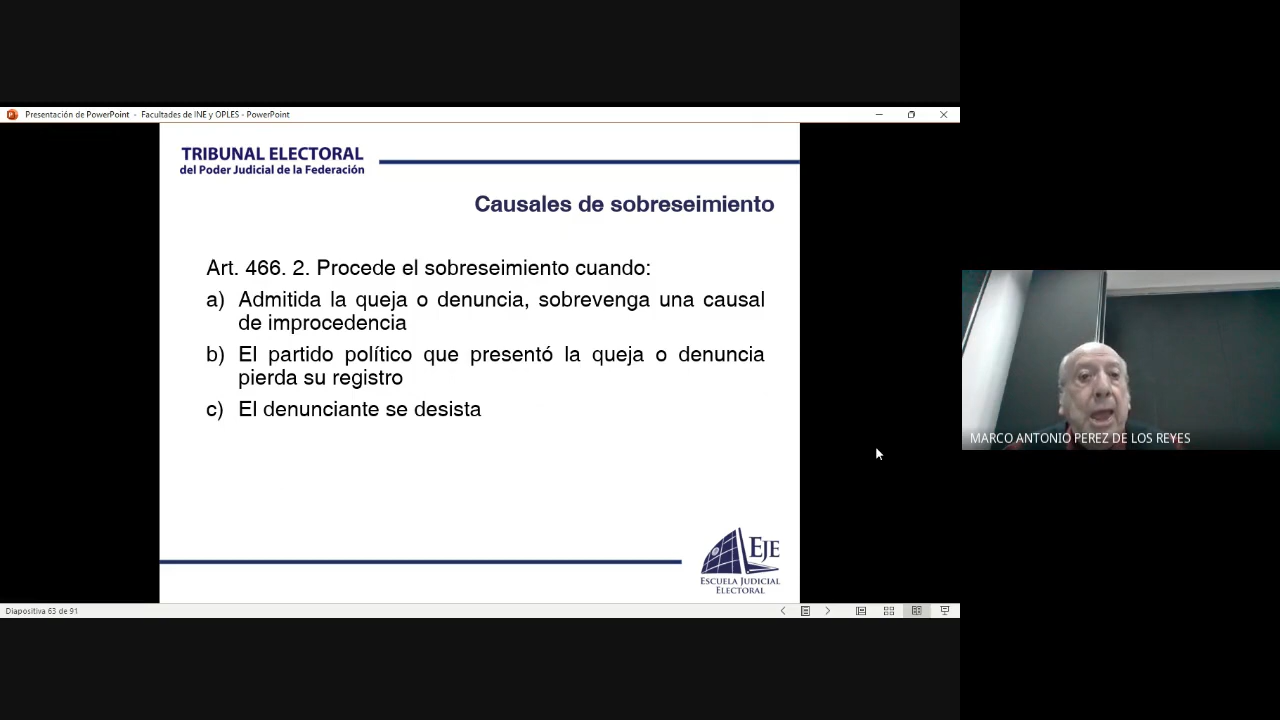 Presentación de PowerPoint - Facultades de INE y OPLES - PowerPoint
TRIBUNAL ELECTORAL
del Poder Judicial de la Federación
Causales de sobreseimiento
Art. 466. 2. Procede el sobreseimiento cuando:
a) Admitida la queja o denuncia, sobrevenga una causal
de improcedencia
b) El partido político que presentó la queja o denuncia
pierda su registro
c) El denunciante se desista
EJE
ESCUELA JUDICIAL
ELECTORAL
Diapositiva 63 de 91
MARCO ANTONIO PEREZ DE LOS REYES